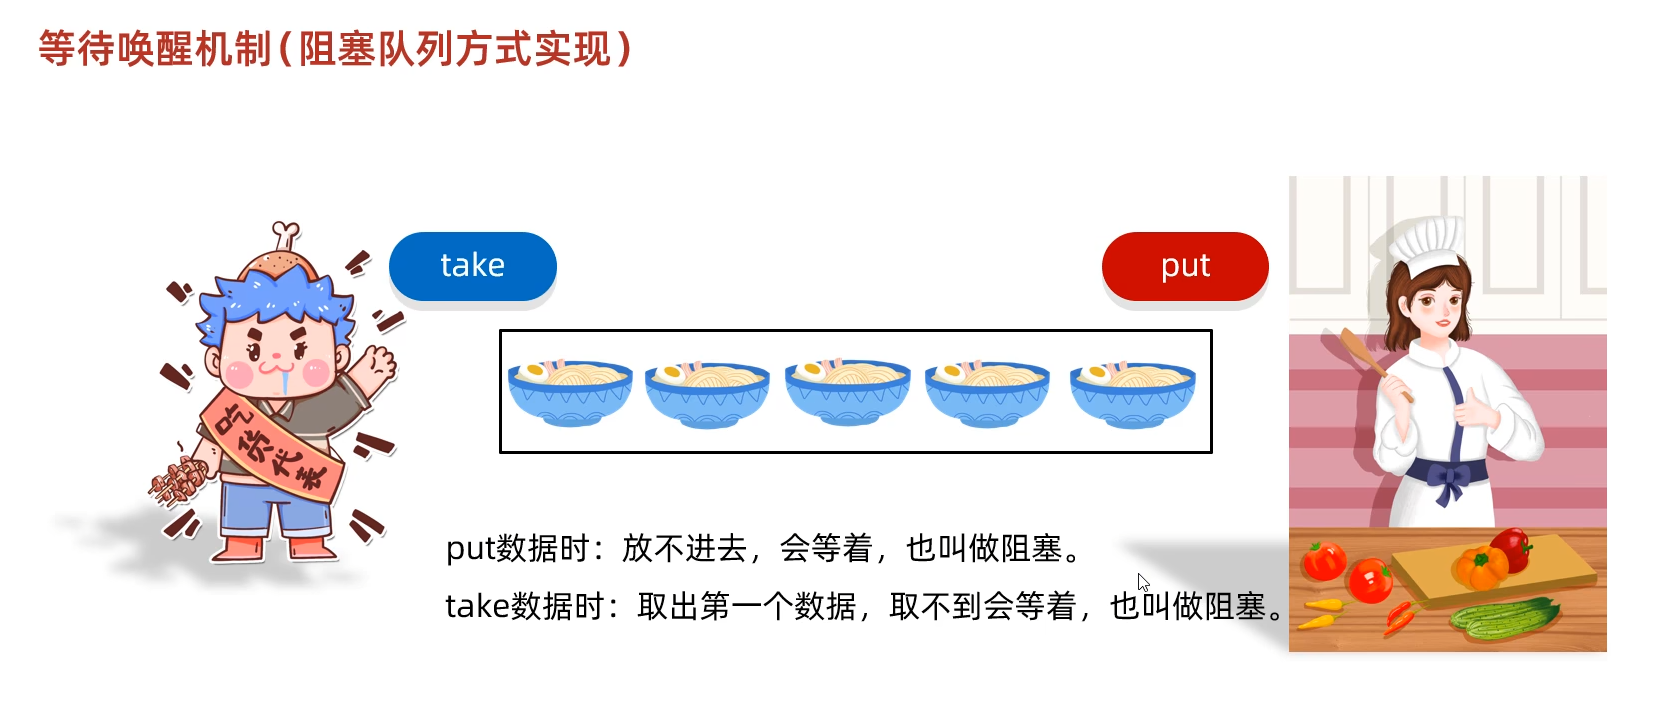 等待唤醒机制(阻塞队列方式实现)
take
put
吃货代表
put数据时：放不进去，会等着，也叫做阻塞。
take数据时：取出第一个数据，取不到会等着，也叫做阻塞。